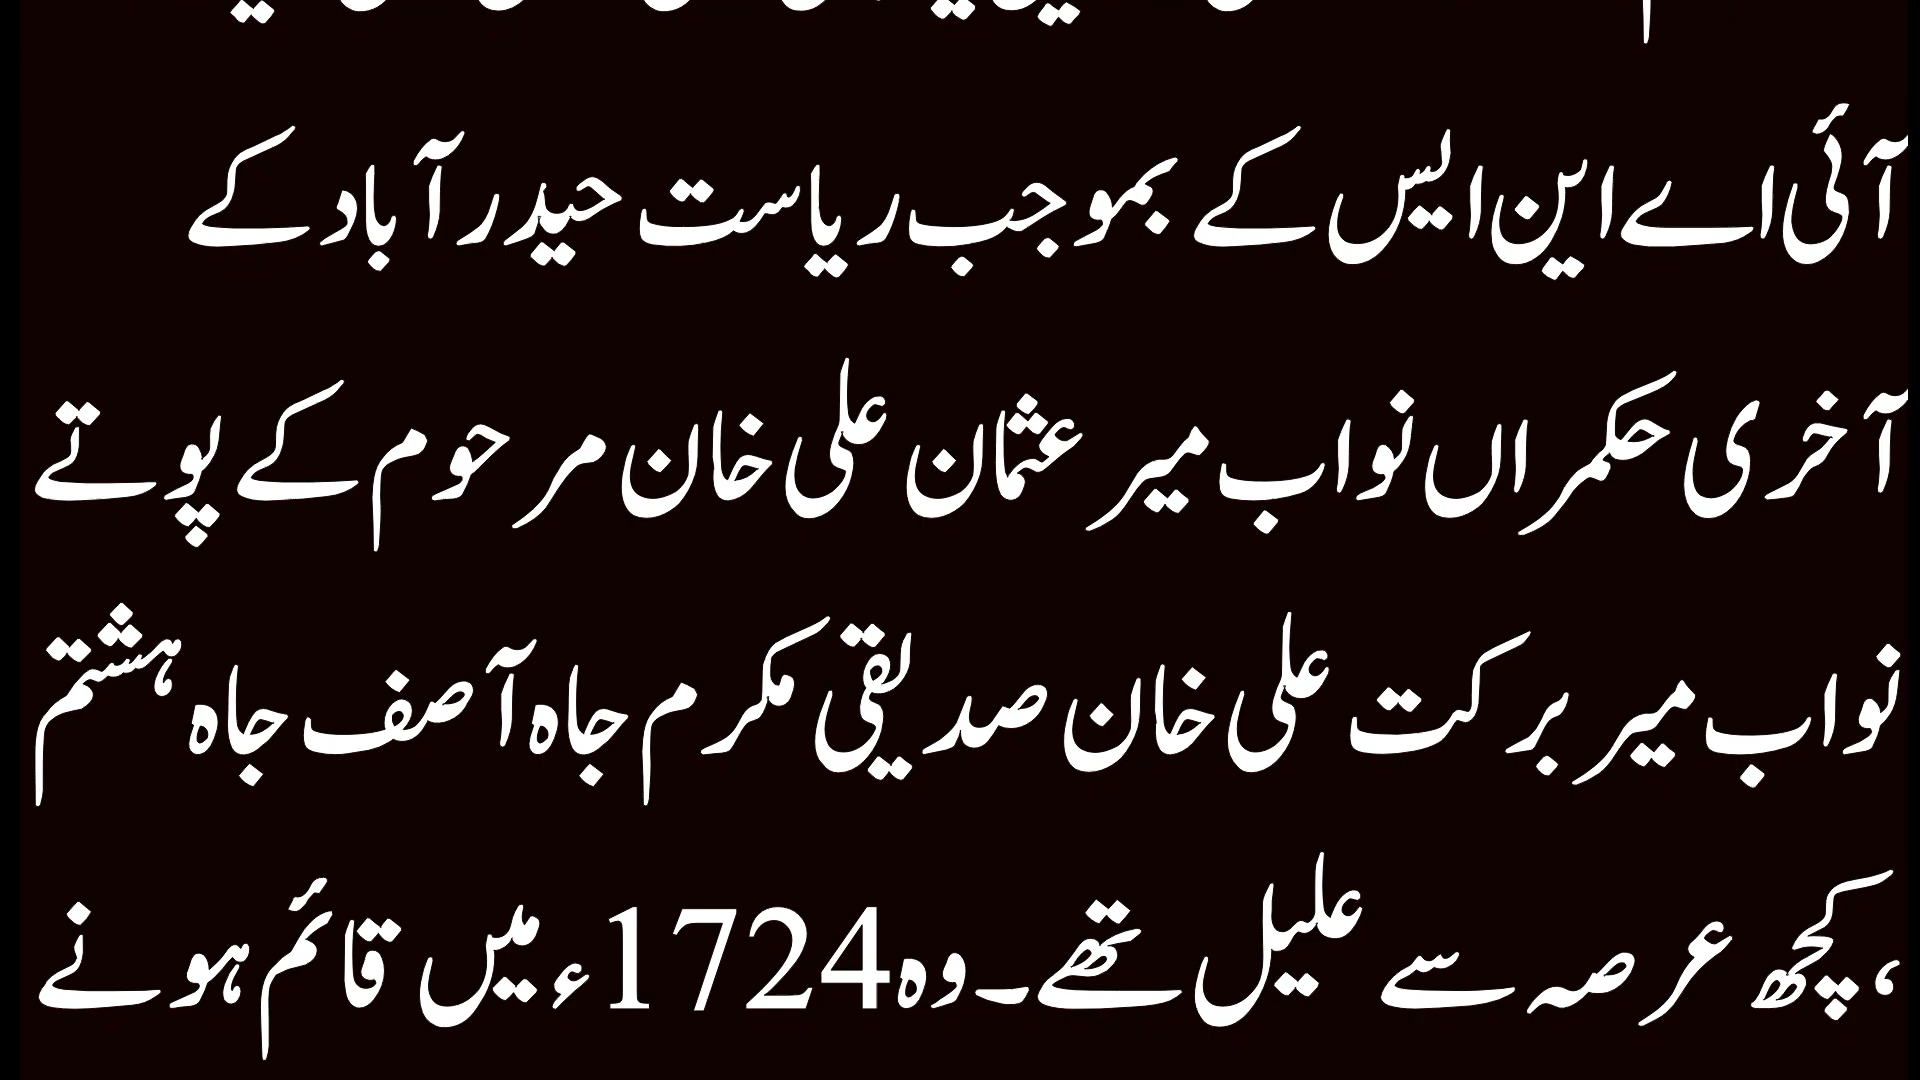 آئی اے این ایس کے بموجب ریاست حیدرآباد کے
آخری حکمراں نواب میر عثمان علی خان مرحوم کے پوتے
نواب میر برکت علی خان صدیقی مکرم جاہ آصف جاہ ہشتم
، کچھ عرصہ سے علیل تھے۔ وہ 1724ء میں قائم ہونے